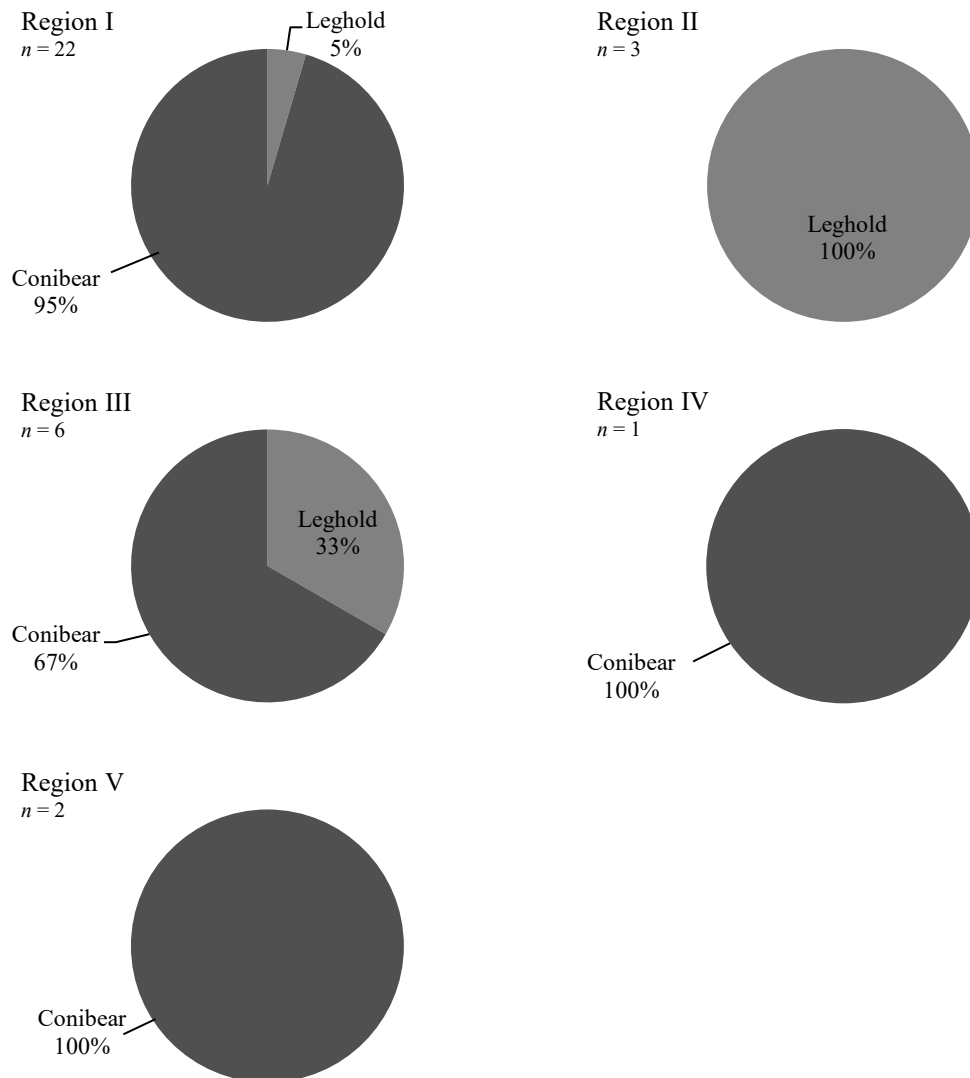 Region I
n = 22
Leghold
5%
Conibear
95%
Region II
n = 3
Leghold
100%
Region III
n = 6
Leghold
33%
Conibear
67%
Region IV
n = 1
Conibear
100%
Region V
n = 2
Conibear
100%